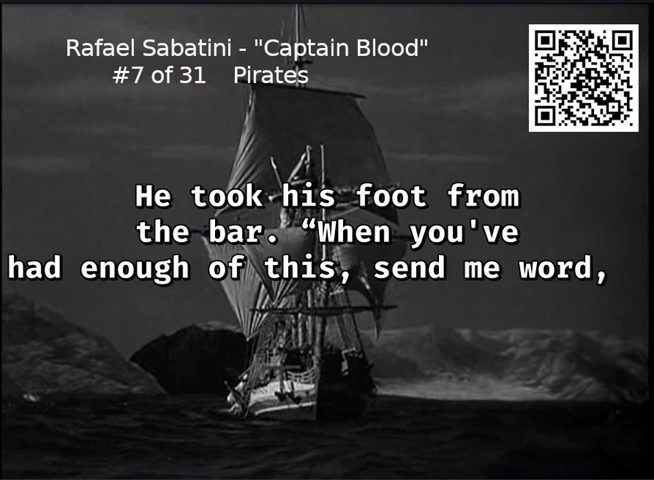 Rafael Sabatini - "Captain Blood"
#7 of 31 Pirates
He took his foot from
the bar. “When you've
had enough of this, send me word,